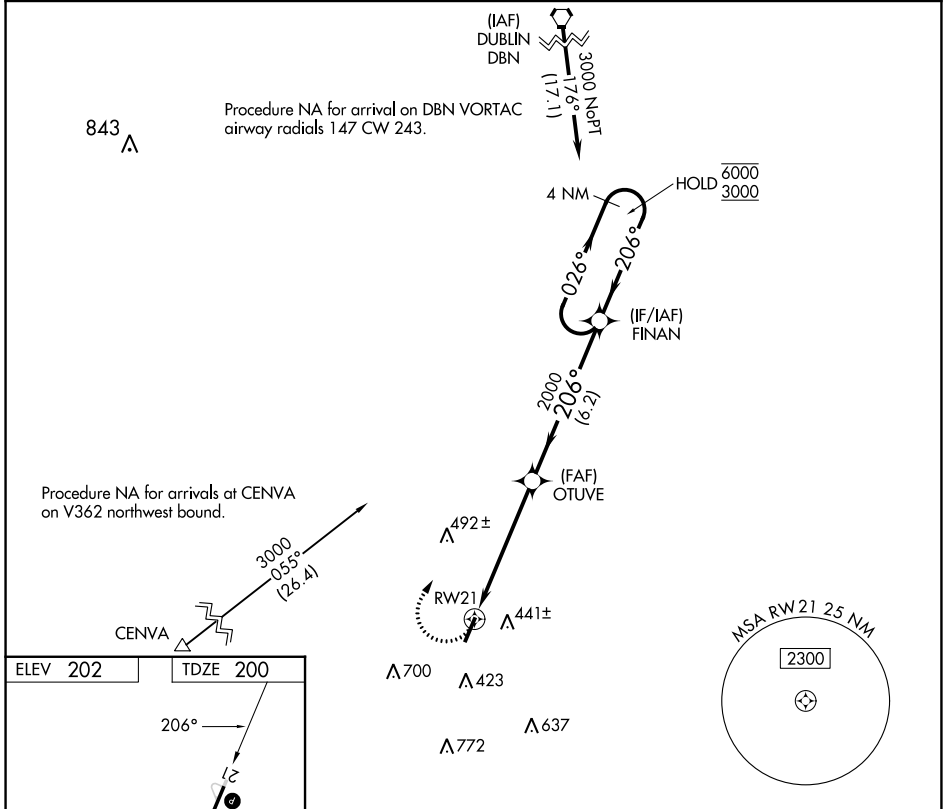 (IAF)
DUBLIN
DBN
3000 NoPT
176°
(17.1)
Procedure NA for arrival on DBN VORTAC
airway radials 147 CW 243.
843
4 NM
HOLD 6000
3000
026°
206°
(IF/IAF)
FINAN
2000
206°
(6.2)
(FAF)
OTUVE
Procedure NA for arrivals at CENVA
on V362 northwest bound.
492±
3000
055°
(26.4)
RW21
441±
CENVA
MSA RW21 25 NM
2300
ELEV 202
TDZE 200
700
423
637
772
206°
21
P